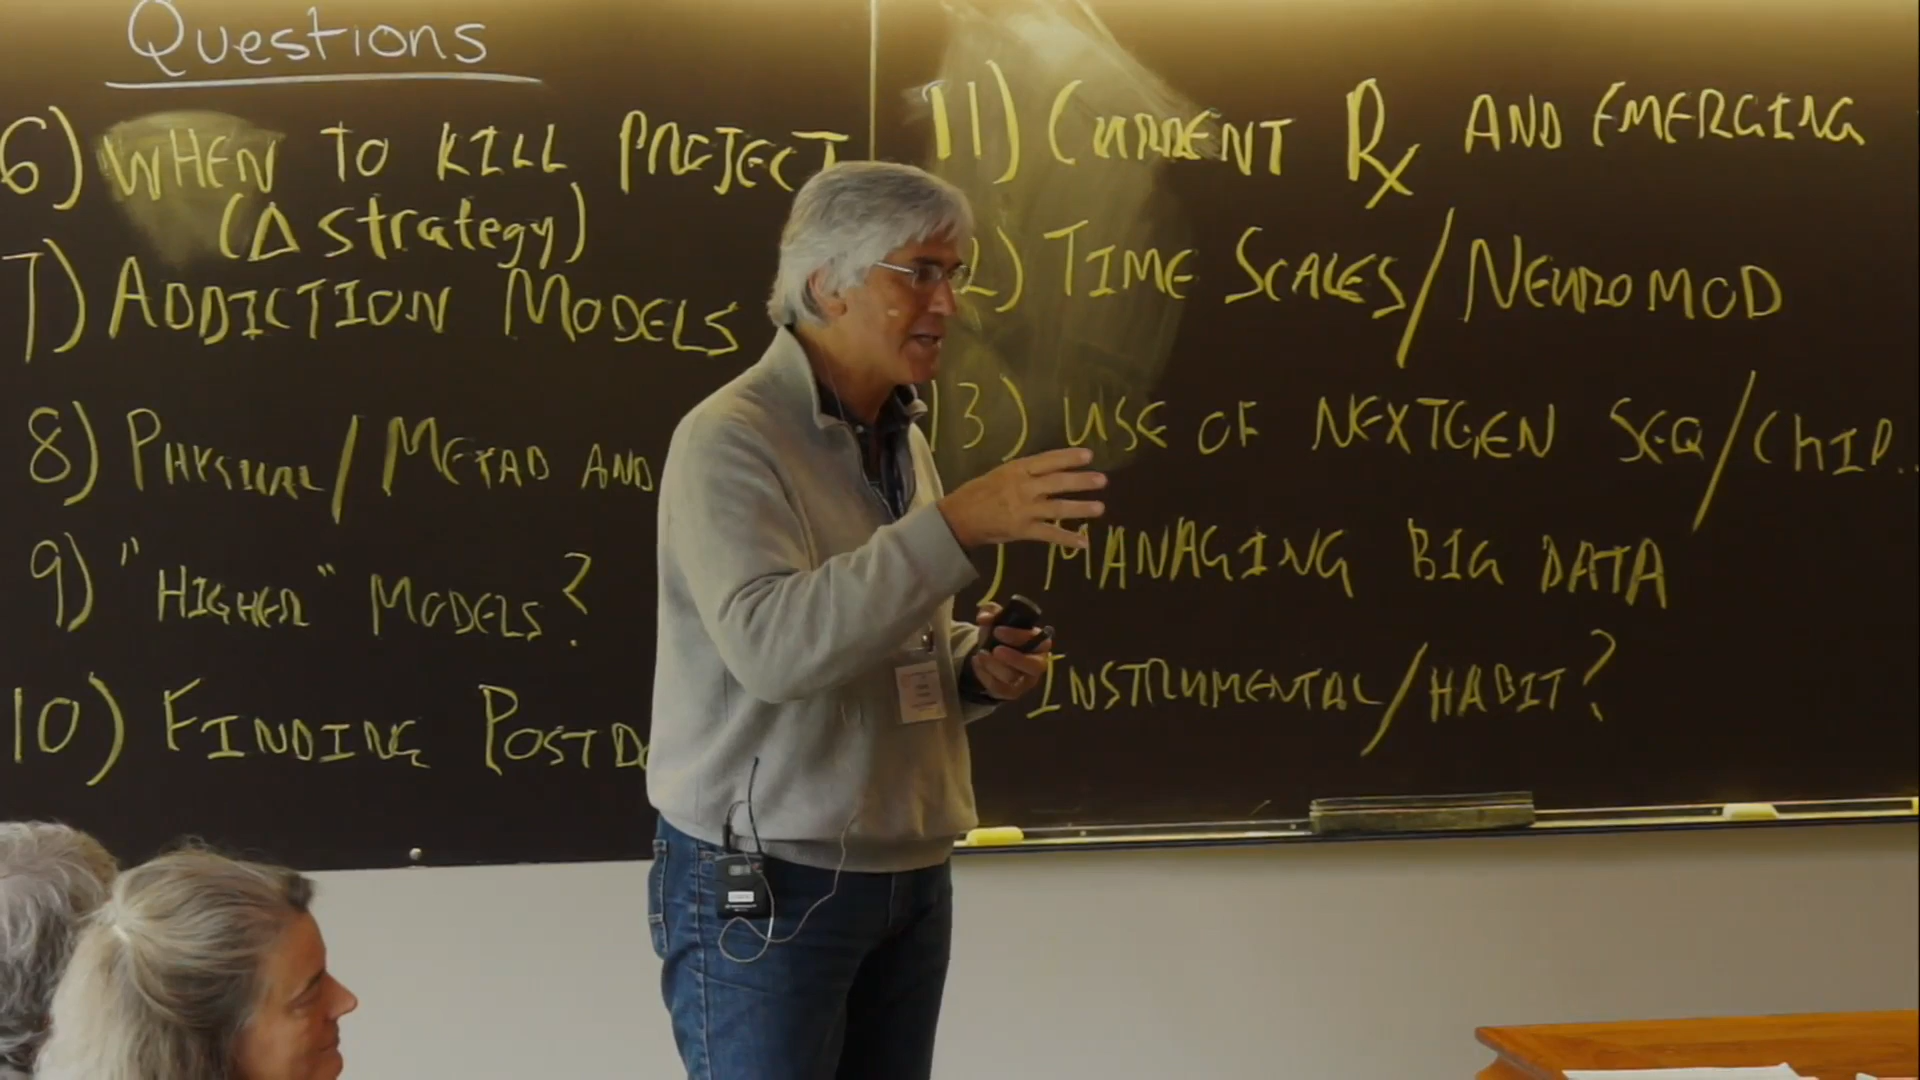 Questions
6) WHEN TO KILL PROJECT
(Δ strategy)
7) ADDICTION MODELS
8) PHYSICAL/METAB AND
9) "HIGHER" MODELS?
10) FINDING POSTDO
11) CURRENT Rx AND EMERGING
2) TIME SCALES/NEUROMOD
13) USE OF NEXTGEN SEQ/CHIP..
) MANAGING BIG DATA
INSTRUMENTAL/HABIT?